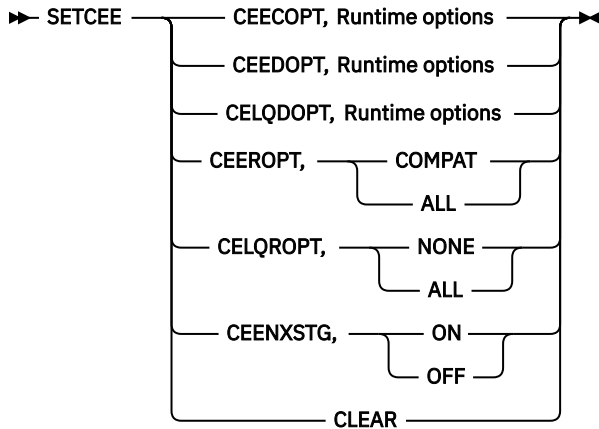 SETCEE CEECOPT, Runtime options
CEEDOPT, Runtime options
CELQDOPT, Runtime options
CEEROPT, COMPAT
ALL
CELQROPT, NONE
ALL
CEENXSTG, ON
OFF
CLEAR